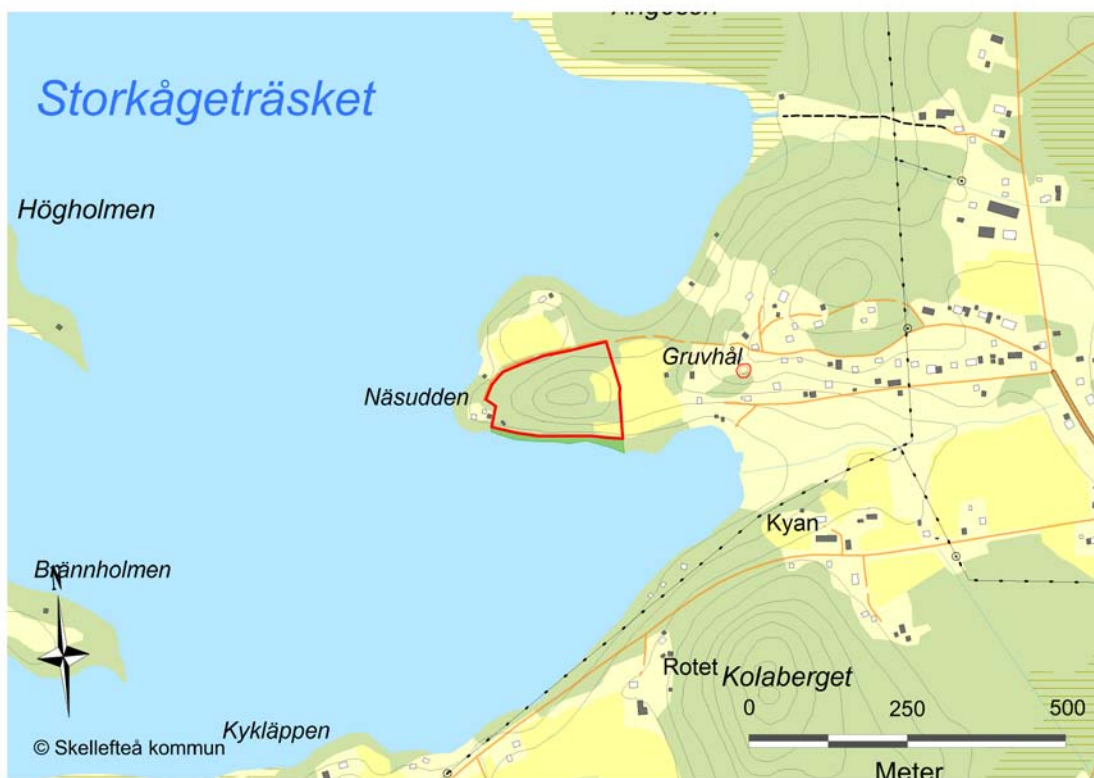 Storkågeträsket
Högholmen
Gruvhål
Näsudden
Kyan
Brännholmen
N
Rotet
Kolaberget
0 250 500
Kykläppen
© Skellefteå kommun
Meter